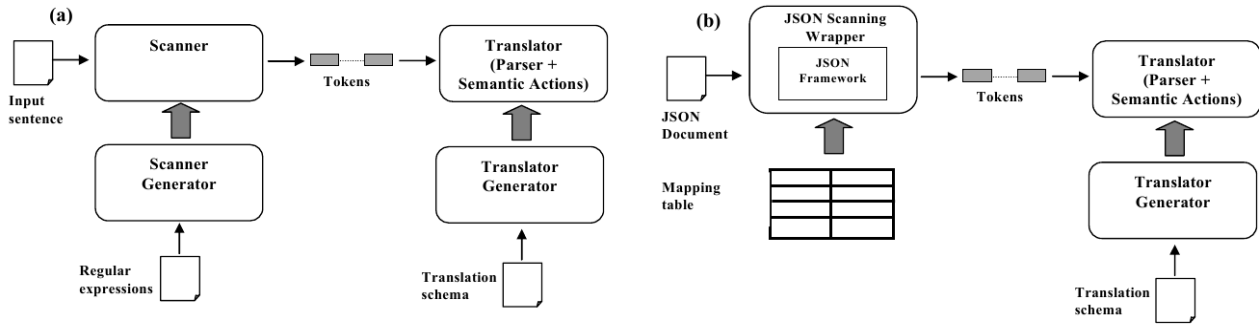 (a)
Scanner
Input
sentence
Tokens
Translator
(Parser +
Semantic Actions)
Scanner
Generator
Translator
Generator
Regular
expressions
Translation
schema
(b)
JSON Scanning
Wrapper
JSON
Framework
JSON
Document
Tokens
Translator
(Parser +
Semantic Actions)
Mapping
table
Translator
Generator
Translation
schema